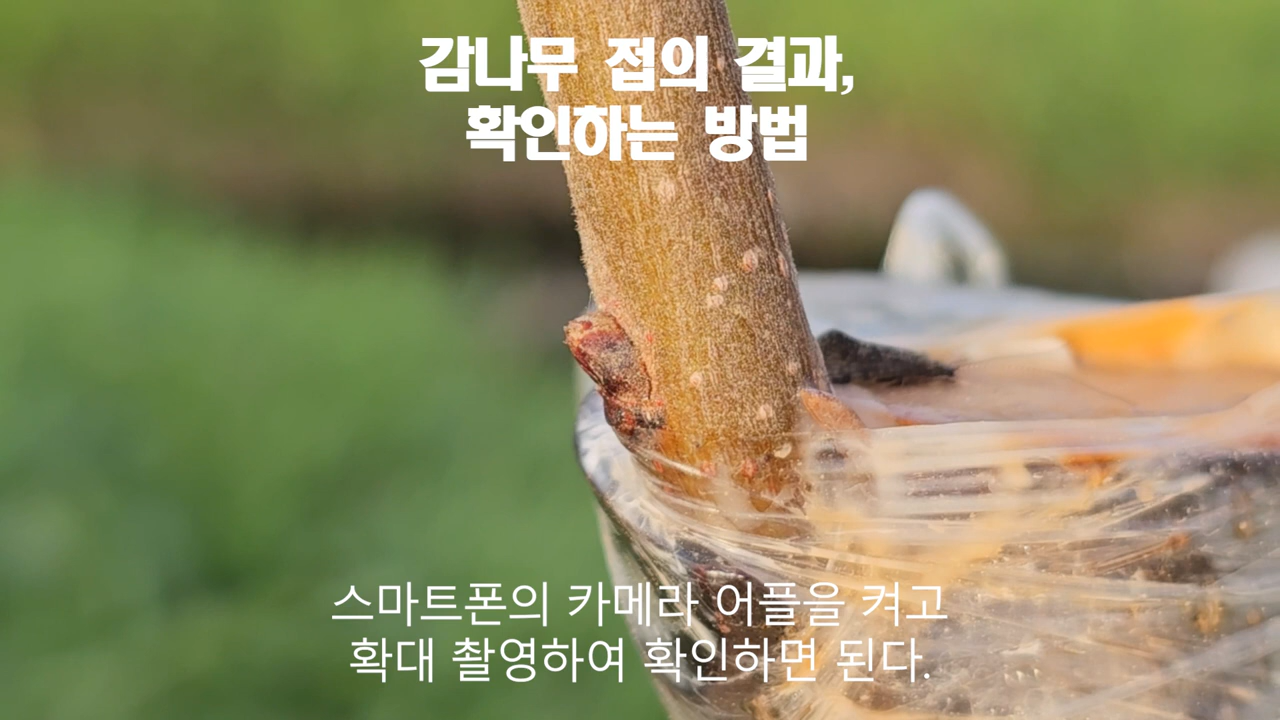 감나무 접의 결과,
확인하는 방법
스마트폰의 카메라 어플을 켜고
확대 촬영하여 확인하면 된다.